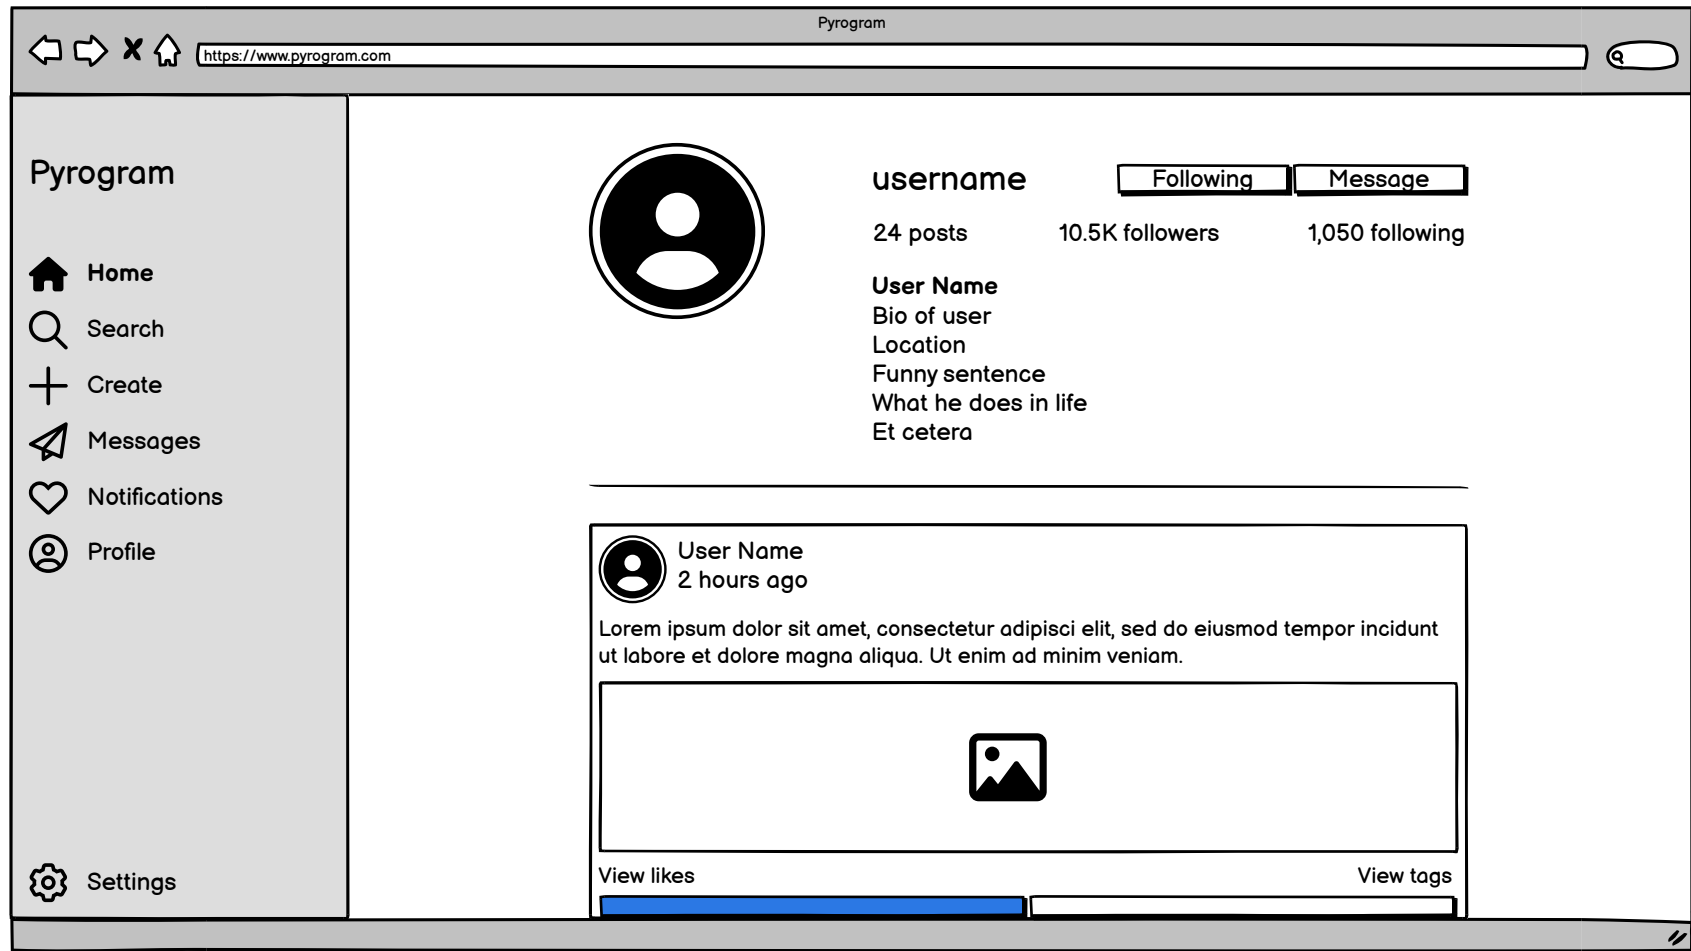 Pyrogram
https://www.pyrogram.com
Pyrogram
Home
Search
Create
Messages
Notifications
Profile
Settings
username
Following
Message
24 posts
10.5K followers
1,050 following
User Name
Bio of user
Location
Funny sentence
What he does in life
Et cetera
User Name
2 hours ago
Lorem ipsum dolor sit amet, consectetur adipisci elit, sed do eiusmod tempor incidunt
ut labore et dolore magna aliqua. Ut enim ad minim veniam.
View likes
View tags